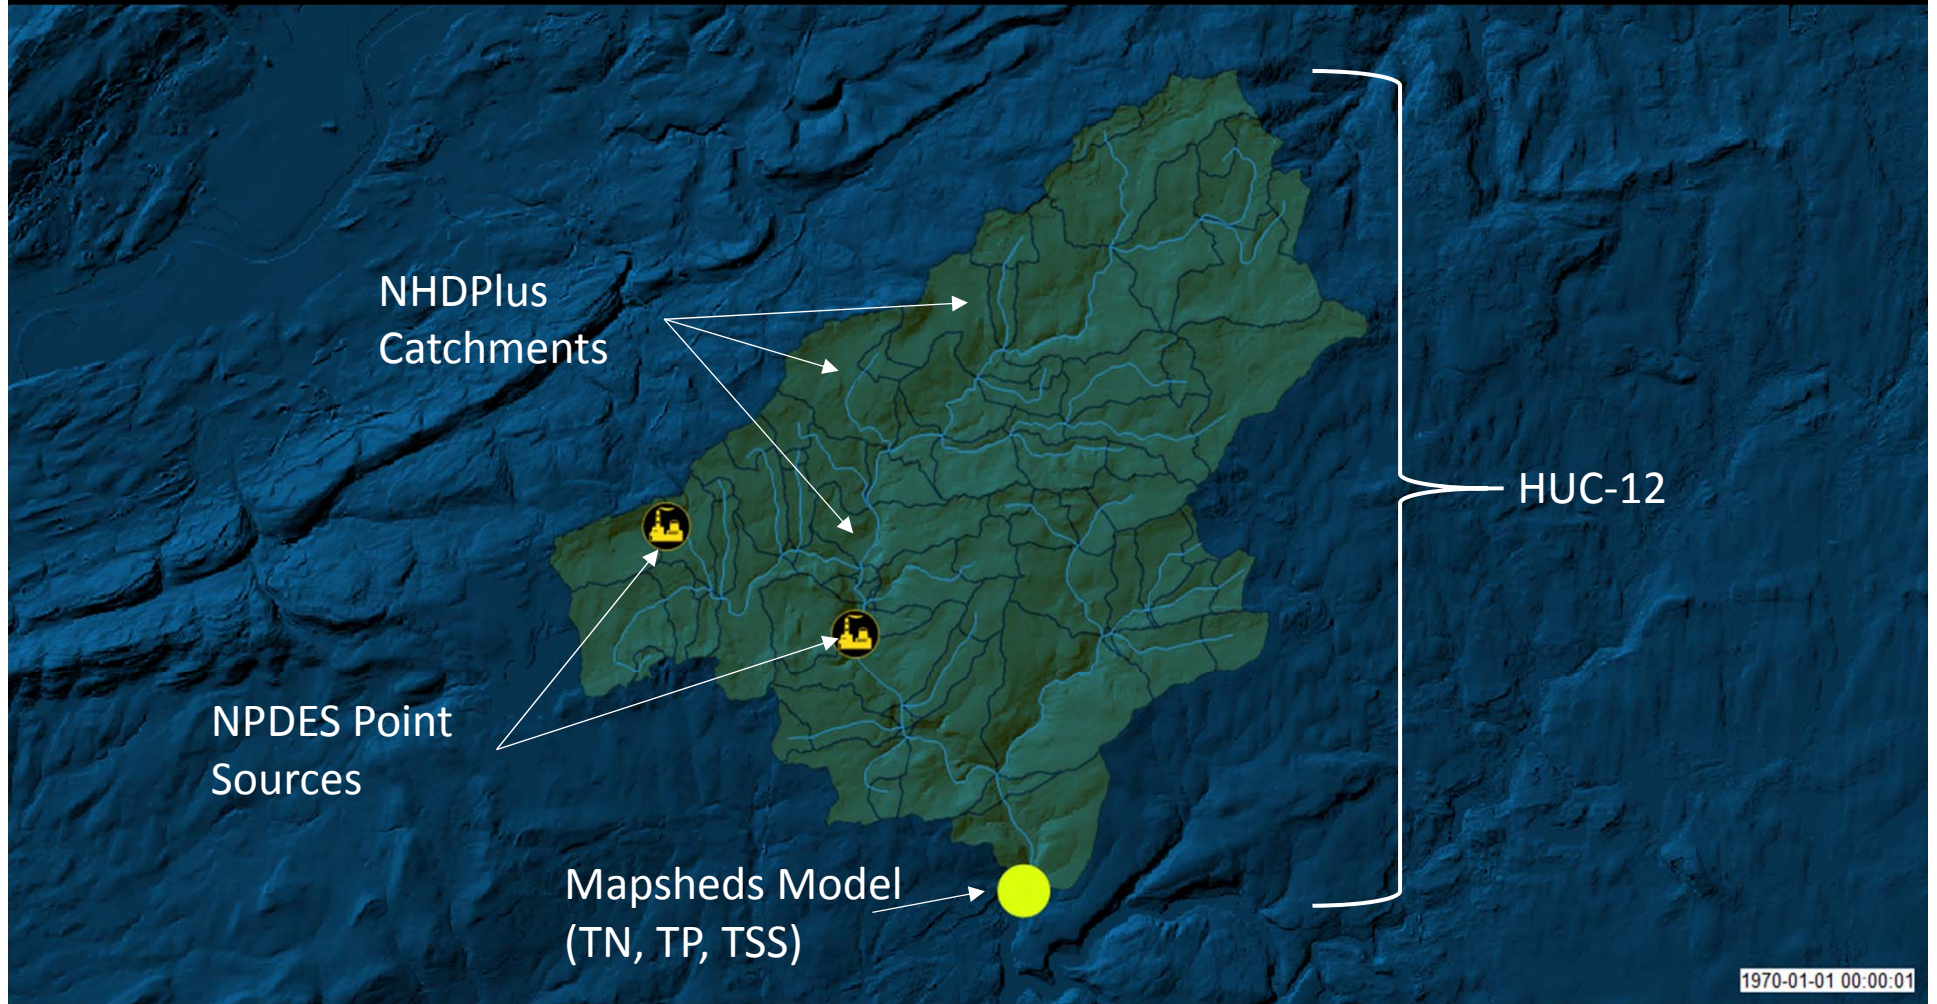 NHDPlus
Catchments
HUC-12
NPDES Point
Sources
Mapsheds Model
(TN, TP, TSS)
1970-01-01 00:00:01